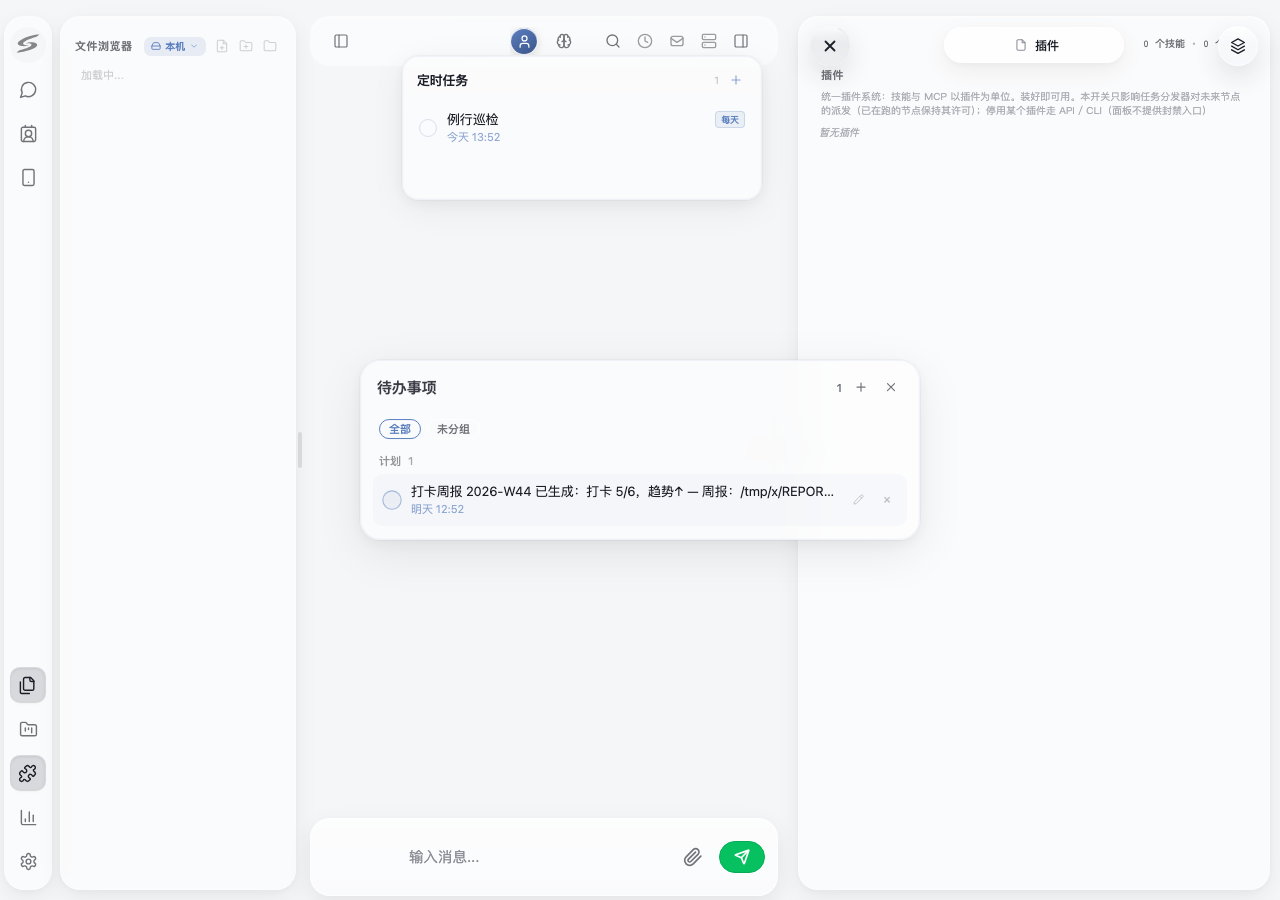 文件浏览器
本机
加载中...
定时任务
1
例行巡检
每天
今天 13:52
插件
0 个技能 · 0
插件
统一插件系统：技能与 MCP 以插件为单位。装好即可用。本开关只影响任务分发器对未来节点
的派发（已在跑的节点保持其许可）；停用某个插件走 API / CLI（面板不提供封禁入口）
暂无插件
待办事项
1
全部
未分组
计划 1
打卡周报 2026-W44 已生成：打卡 5/6，趋势↑ — 周报：/tmp/x/REPOR...
明天 12:52
输入消息...